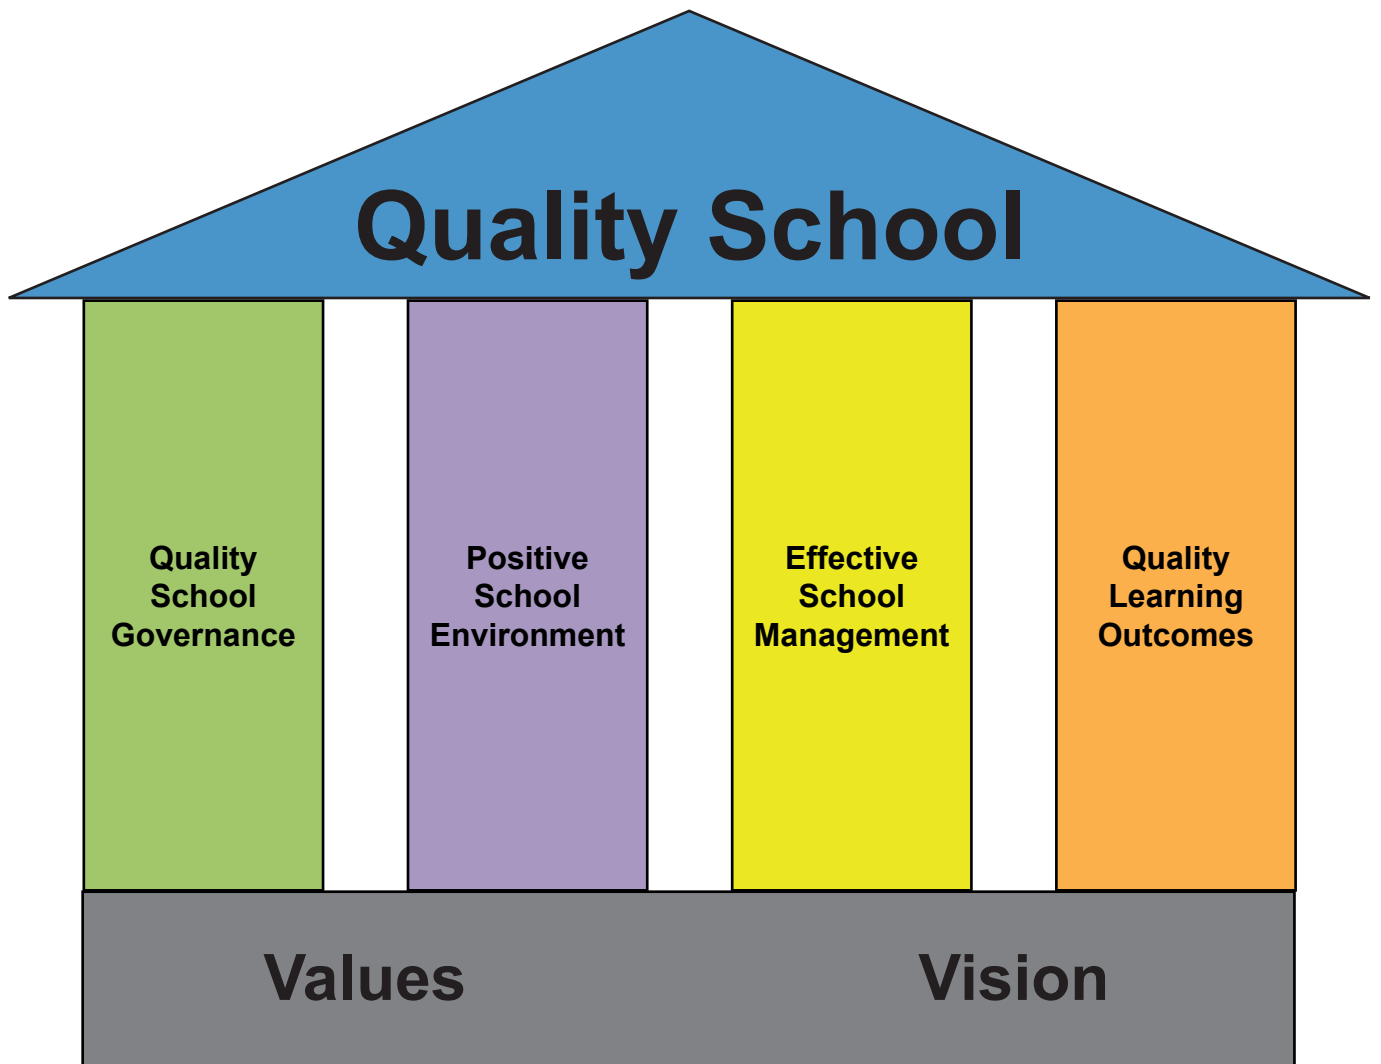 Quality School
Quality
School
Governance
Positive
School
Environment
Effective
School
Management
Quality
Learning
Outcomes
Values
Vision